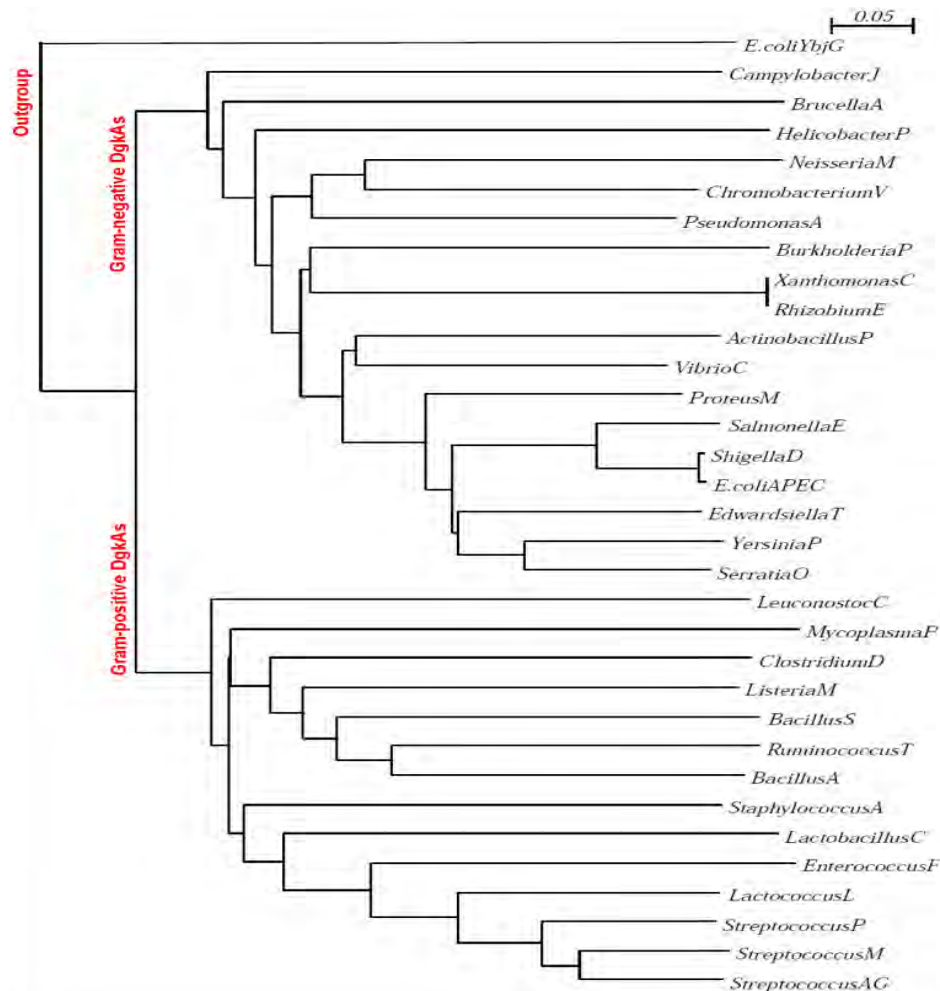 0.05
E.coliYbjG
Outgroup
CampylobacterJ
BrucellaA
HelicobacterP
Gram-negative DgkAs
NeisseriaM
ChromobacteriumV
PseudomonasA
BurkholderiaP
XanthomonasC
RhizobiumE
ActinobacillusP
VibrioC
ProteusM
SalmonellaE
ShigellaD
E.coliAPEC
EdwardsiellaT
YersiniaP
SerratiaO
Gram-positive DgkAs
LeuconostocC
MycoplasmaF
ClostridiumD
ListeriaM
BacillusS
RuminococcusT
BacillusA
StaphylococcusA
LactobacillusC
EnterococcusF
LactococcusL
StreptococcusP
StreptococcusM
StreptococcusAG